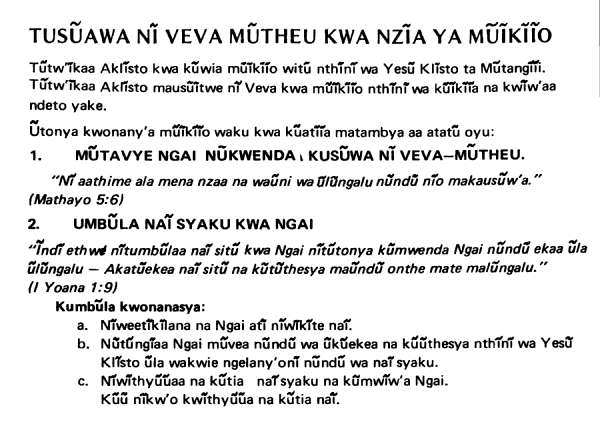 TUSŨAWA NĨ VEVA MŨTHEU KWA NZĨA YA MŨĨKĨĨO
Tũtw'ĩkaa Aklĩsto kwa kũwia mũĩkĩĩo witũ nthĩnĩ wa Yesũ Klĩsto ta Mũtangĩĩi.
Tũtw'ĩkaa Aklĩsto mausũĩtwe nĩ Veva kwa mũĩkĩĩo nthĩnĩ wa kũĩkĩĩa na kwĩw'aa
ndeto yake.
Ũtonya kwonany'a mũĩkĩĩo waku kwa kũatĩĩa matambya aa atatũ oyu:
1. MŨTAVYE NGAI NŨKWENDA KUSŨWA NĨ VEVA–MŨTHEU.
"Nĩ aathime ala mena nzaa na waũni wa ũlũngalu nũndũ nĩo makausũw'a."
(Mathayo 5:6)
2. UMBŨLA NAĨ SYAKU KWA NGAI
"Ĩndĩ ethwĩ nĩtumbũlaa naĩ sitũ kwa Ngai nĩtũtonya kũmwenda Ngai nũndũ ekaa ũla
ũlũngalu – Akatũekea naĩ sitũ na kũtũthesya maũndũ onthe mate malũngalu."
(I Yoana 1:9)
Kumbũla kwonanasya:
a. Nĩweetĩkĩlana na Ngai atĩ nĩwĩkĩte naĩ.
b. Nũtũngĩaa Ngai mũvea nũndũ wa ũkũekea na kũũthesya nthĩnĩ wa Yesũ
Klĩsto ũla wakwie ngelany'onĩ nũndũ wa naĩ syaku.
c. Nĩwĩthyũũaa na kũtia naĩ syaku na kũmwĩw'a Ngai.
Kũũ nĩkw'o kwĩthyũũa na kũtia naĩ.